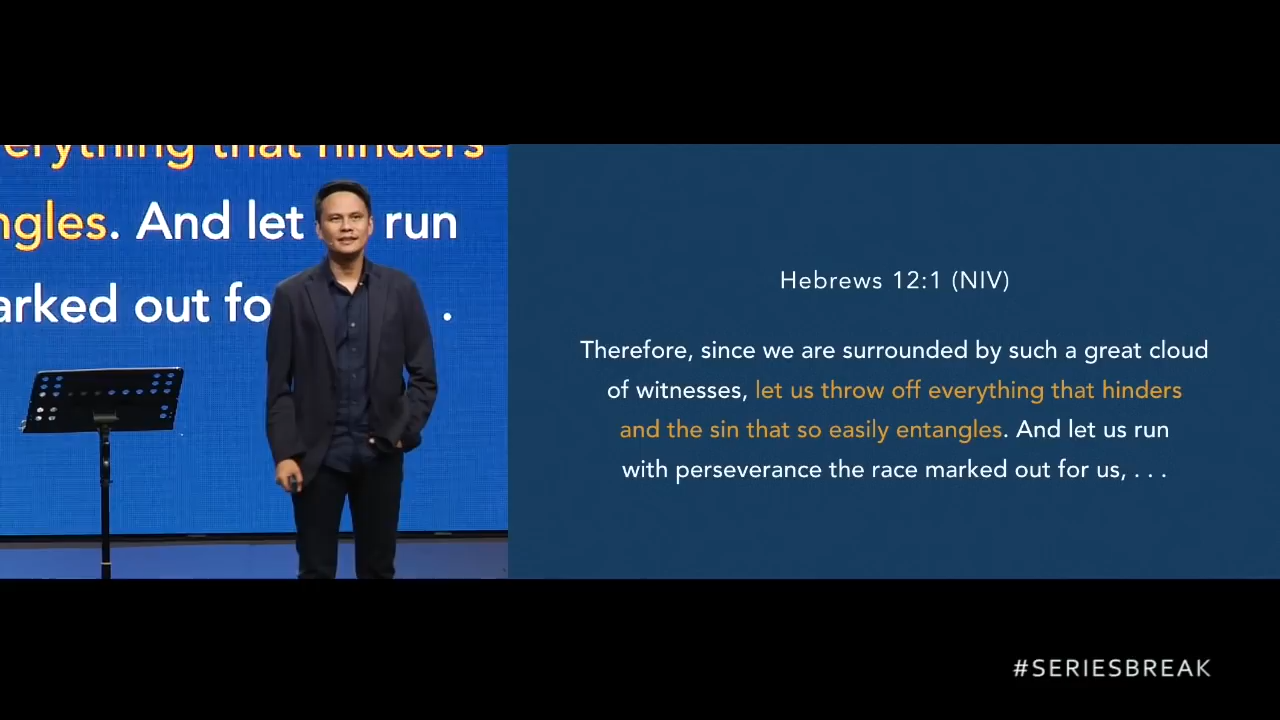 erything that hinders
ngles. And let run
arked out fo .
Hebrews 12:1 (NIV)
Therefore, since we are surrounded by such a great cloud
of witnesses, let us throw off everything that hinders
and the sin that so easily entangles. And let us run
with perseverance the race marked out for us, . . .
#SERIESBREAK